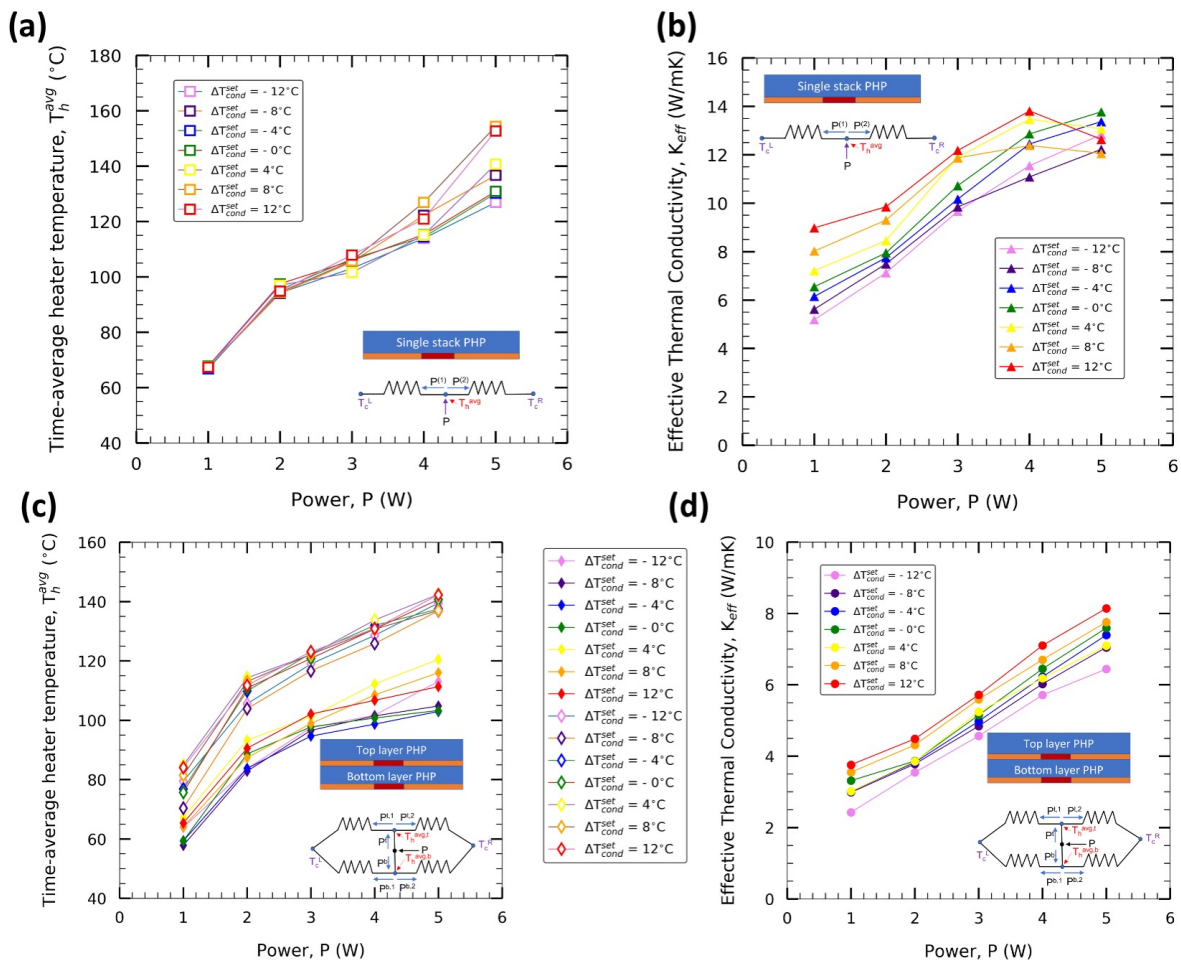 (a)
Time-average heater temperature, T_h^avg (°C)
180
160
140
120
100
80
60
40
0
1
2
3
4
5
6
Power, P (W)
ΔT_cond^set = - 12°C
ΔT_cond^set = - 8°C
ΔT_cond^set = - 4°C
ΔT_cond^set = - 0°C
ΔT_cond^set = 4°C
ΔT_cond^set = 8°C
ΔT_cond^set = 12°C
Single stack PHP
P(1) P(2)
T_c^L
T_h^avg
T_c^R
P
(b)
Effective Thermal Conductivity, K_eff (W/mK)
16
14
12
10
8
6
4
2
0
0
1
2
3
4
5
6
Power, P (W)
Single stack PHP
P(1) P(2)
T_c^L
T_h^avg
T_c^R
P
ΔT_cond^set = - 12°C
ΔT_cond^set = - 8°C
ΔT_cond^set = - 4°C
ΔT_cond^set = - 0°C
ΔT_cond^set = 4°C
ΔT_cond^set = 8°C
ΔT_cond^set = 12°C
(c)
Time-average heater temperature, T_h^avg (°C)
160
140
120
100
80
60
40
0
1
2
3
4
5
6
Power, P (W)
Top layer PHP
Bottom layer PHP
P^t,1 P^t,2
P^t
T_h^avg,t
T_c^L
P
T_c^R
P^b
T_h^avg,b
P^b,1 P^b,2
ΔT_cond^set = - 12°C
ΔT_cond^set = - 8°C
ΔT_cond^set = - 4°C
ΔT_cond^set = - 0°C
ΔT_cond^set = 4°C
ΔT_cond^set = 8°C
ΔT_cond^set = 12°C
ΔT_cond^set = - 12°C
ΔT_cond^set = - 8°C
ΔT_cond^set = - 4°C
ΔT_cond^set = - 0°C
ΔT_cond^set = 4°C
ΔT_cond^set = 8°C
ΔT_cond^set = 12°C
(d)
Effective Thermal Conductivity, K_eff (W/mK)
10
8
6
4
2
0
0
1
2
3
4
5
6
Power, P (W)
ΔT_cond^set = - 12°C
ΔT_cond^set = - 8°C
ΔT_cond^set = - 4°C
ΔT_cond^set = - 0°C
ΔT_cond^set = 4°C
ΔT_cond^set = 8°C
ΔT_cond^set = 12°C
Top layer PHP
Bottom layer PHP
P^t,1 P^t,2
P^t
T_h^avg,t
T_c^L
P
T_c^R
P^b
T_h^avg,b
P^b,1 P^b,2